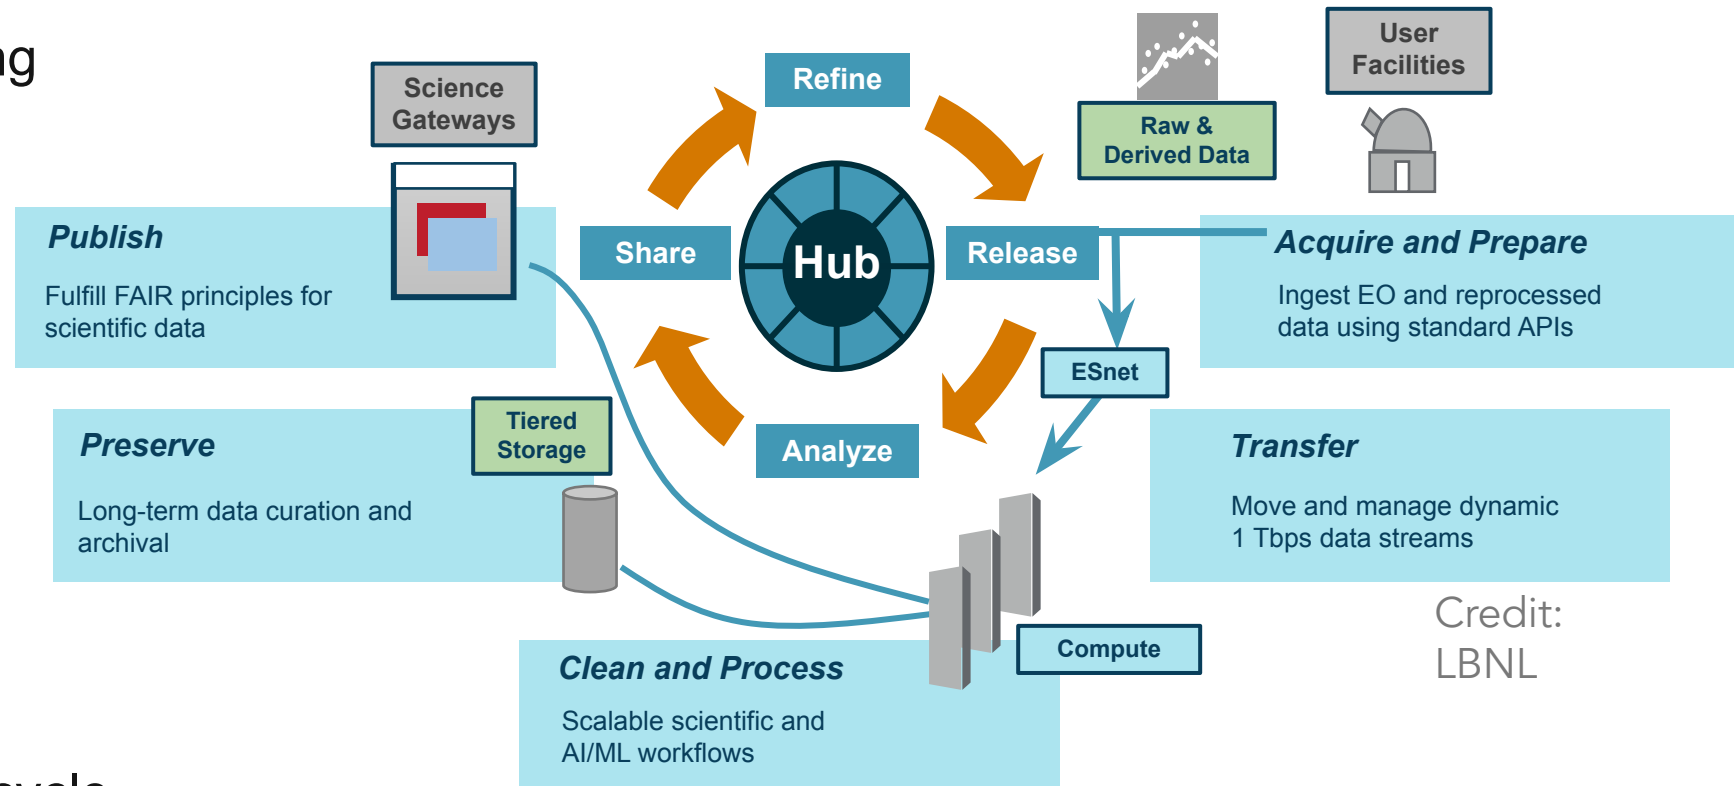 ng
Science
Gateways
Refine
Raw &
Derived Data
User
Facilities
Publish
Fulfill FAIR principles for
scientific data
Share
Hub
Release
Acquire and Prepare
Ingest EO and reprocessed
data using standard APIs
ESnet
Preserve
Long-term data curation and
archival
Tiered
Storage
Analyze
Transfer
Move and manage dynamic
1 Tbps data streams
Clean and Process
Scalable scientific and
AI/ML workflows
Compute
Credit:
LBNL